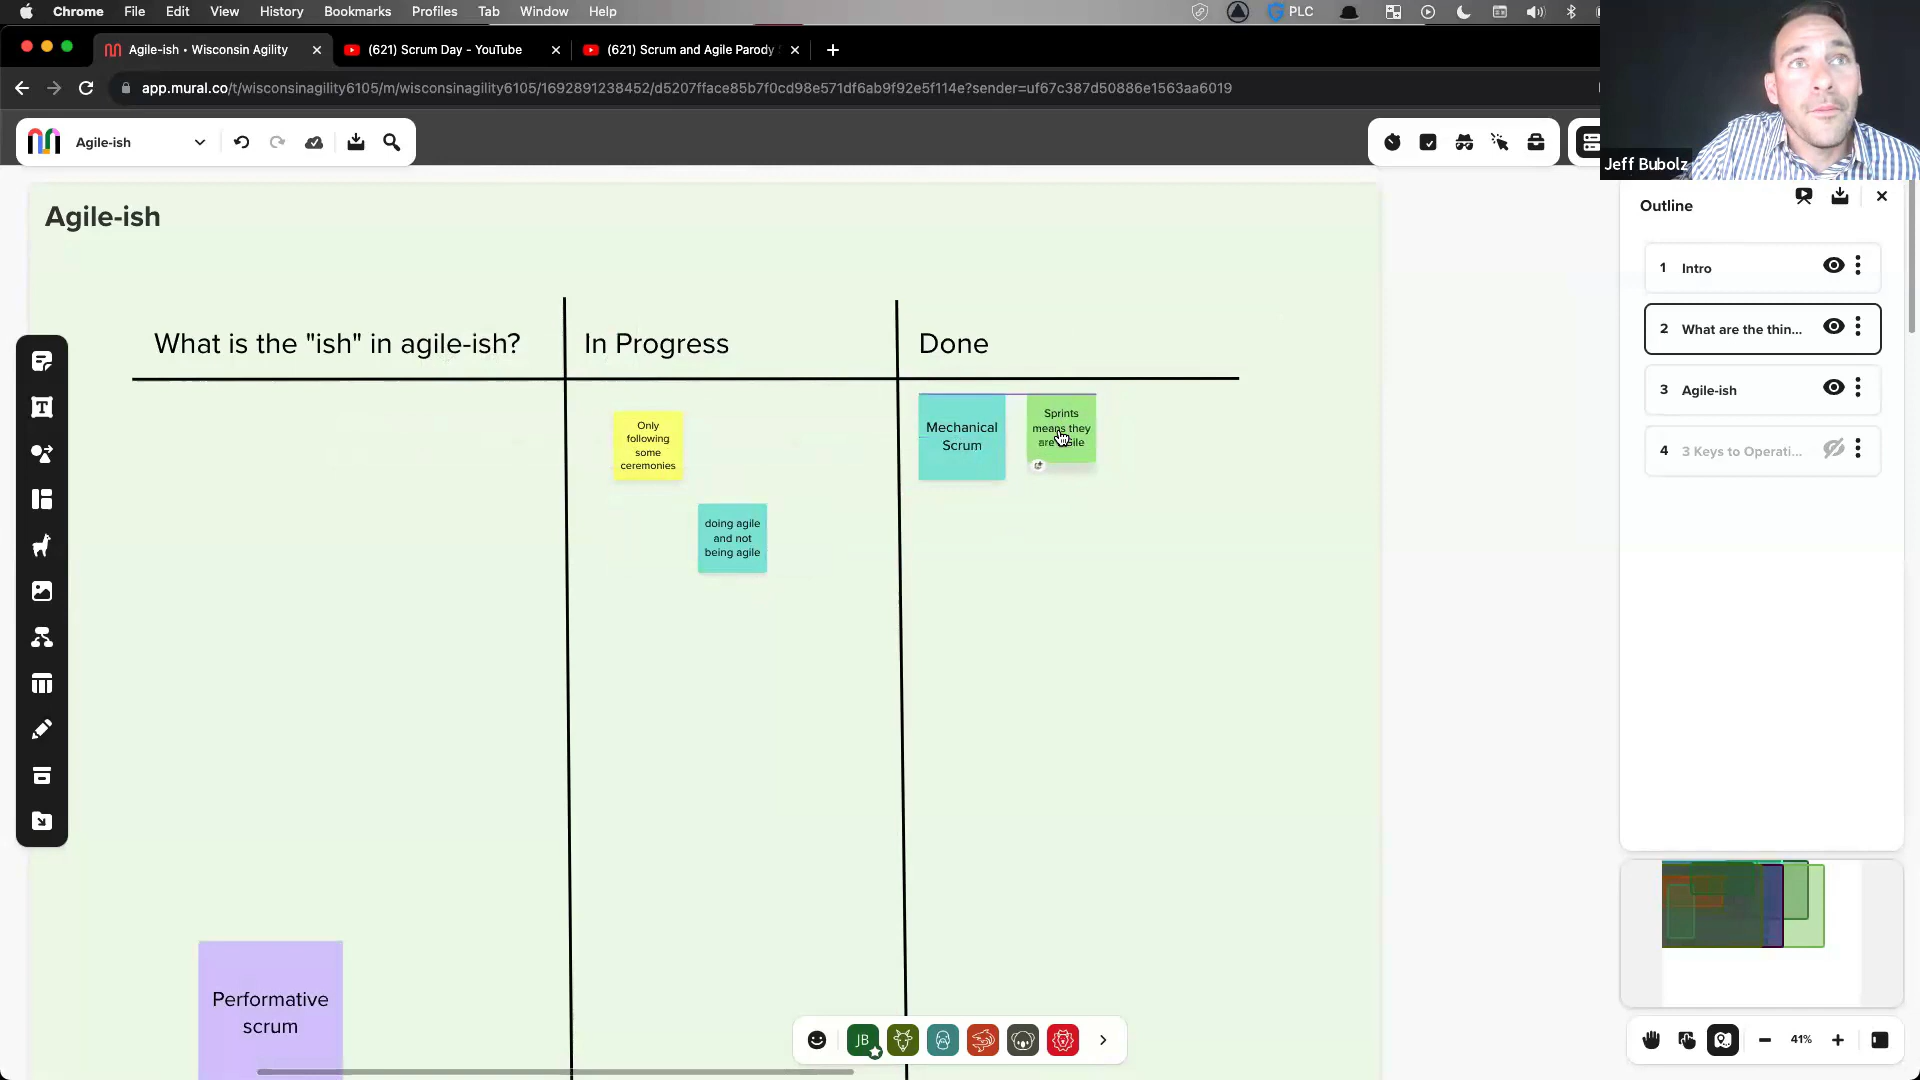 Chrome File Edit View History Bookmarks Profiles Tab Window Help
PLC
Agile-ish • Wisconsin Agility
(621) Scrum Day - YouTube
(621) Scrum and Agile Parody
app.mural.co/t/wisconsinagility6105/m/wisconsinagility6105/1692891238452/d5207fface85b7f0cd98e571df6ab9f92e5f114e?sender=uf67c387d50886e1563aa6019
Agile-ish
Jeff Bubolz
Agile-ish
What is the "ish" in agile-ish?
In Progress
Done
Only
following
some
ceremonies
doing agile
and not
being agile
Mechanical
Scrum
Sprints
means they
are
Performative
scrum
Outline
1 Intro
2 What are the thin...
3 Agile-ish
4 3 Keys to Operati...
JB
41%